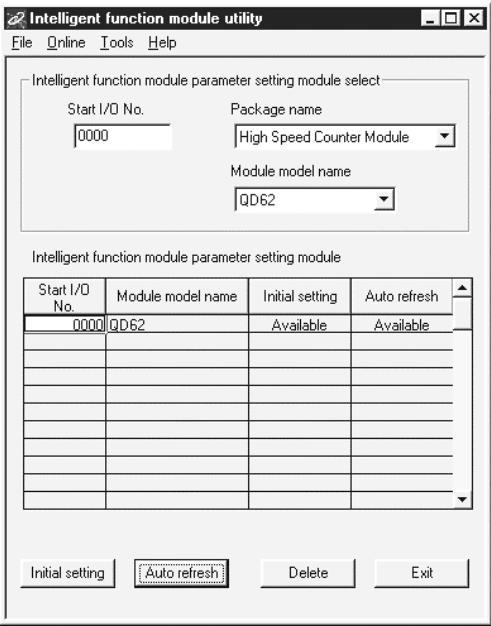 Intelligent function module utility
File Online Tools Help
Intelligent function module parameter setting module select
Start I/O No. Package name
0000 High Speed Counter Module
Module model name
QD62
Intelligent function module parameter setting module
Start I/O No. Module model name Initial setting Auto refresh
0000 QD62 Available Available
Initial setting Auto refresh Delete Exit